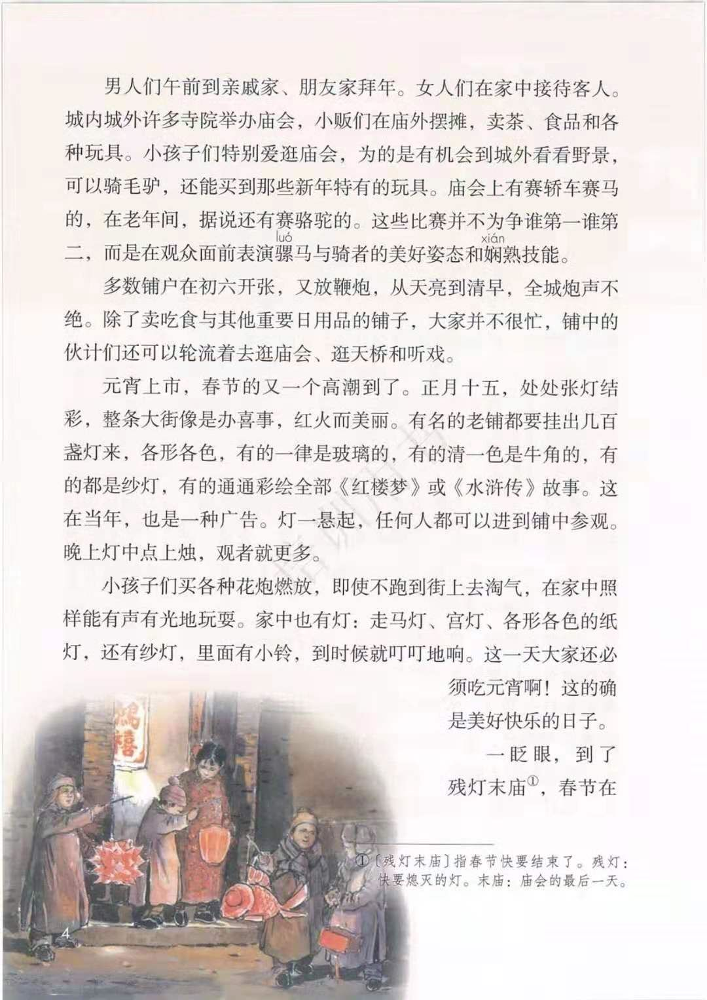 男人们午前到亲戚家、朋友家拜年。女人们在家中接待客人。
城内城外许多寺院举办庙会，小贩们在庙外摆摊，卖茶、食品和各
种玩具。小孩子们特别爱逛庙会，为的是有机会到城外看看野景，
可以骑毛驴，还能买到那些新年特有的玩具。庙会上有赛轿车赛马
的，在老年间，据说还有赛骆驼的。这些比赛并不为争谁第一谁第
luó xián
二，而是在观众面前表演骡马与骑者的美好姿态和娴熟技能。
多数铺户在初六开张，又放鞭炮，从天亮到清早，全城炮声不
绝。除了卖吃食与其他重要日用品的铺子，大家并不很忙，铺中的
伙计们还可以轮流着去逛庙会、逛天桥和听戏。
元宵上市，春节的又一个高潮到了。正月十五，处处张灯结
彩，整条大街像是办喜事，红火而美丽。有名的老铺都要挂出几百
盏灯来，各形各色，有的一律是玻璃的，有的清一色是牛角的，有
的都是纱灯，有的通通彩绘全部《红楼梦》或《水浒传》故事。这
在当年，也是一种广告。灯一悬起，任何人都可以进到铺中参观。
晚上灯中点上烛，观者就更多。
小孩子们买各种花炮燃放，即使不跑到街上去淘气，在家中照
样能有声有光地玩耍。家中也有灯：走马灯、宫灯、各形各色的纸
灯，还有纱灯，里面有小铃，到时候就叮叮地响。这一天大家还必
须吃元宵啊！这的确
是美好快乐的日子。
一眨眼，到了
残灯末庙①，春节在
①〔残灯末庙〕指春节快要结束了。残灯：
快要熄灭的灯。末庙：庙会的最后一天。
4
培训用书